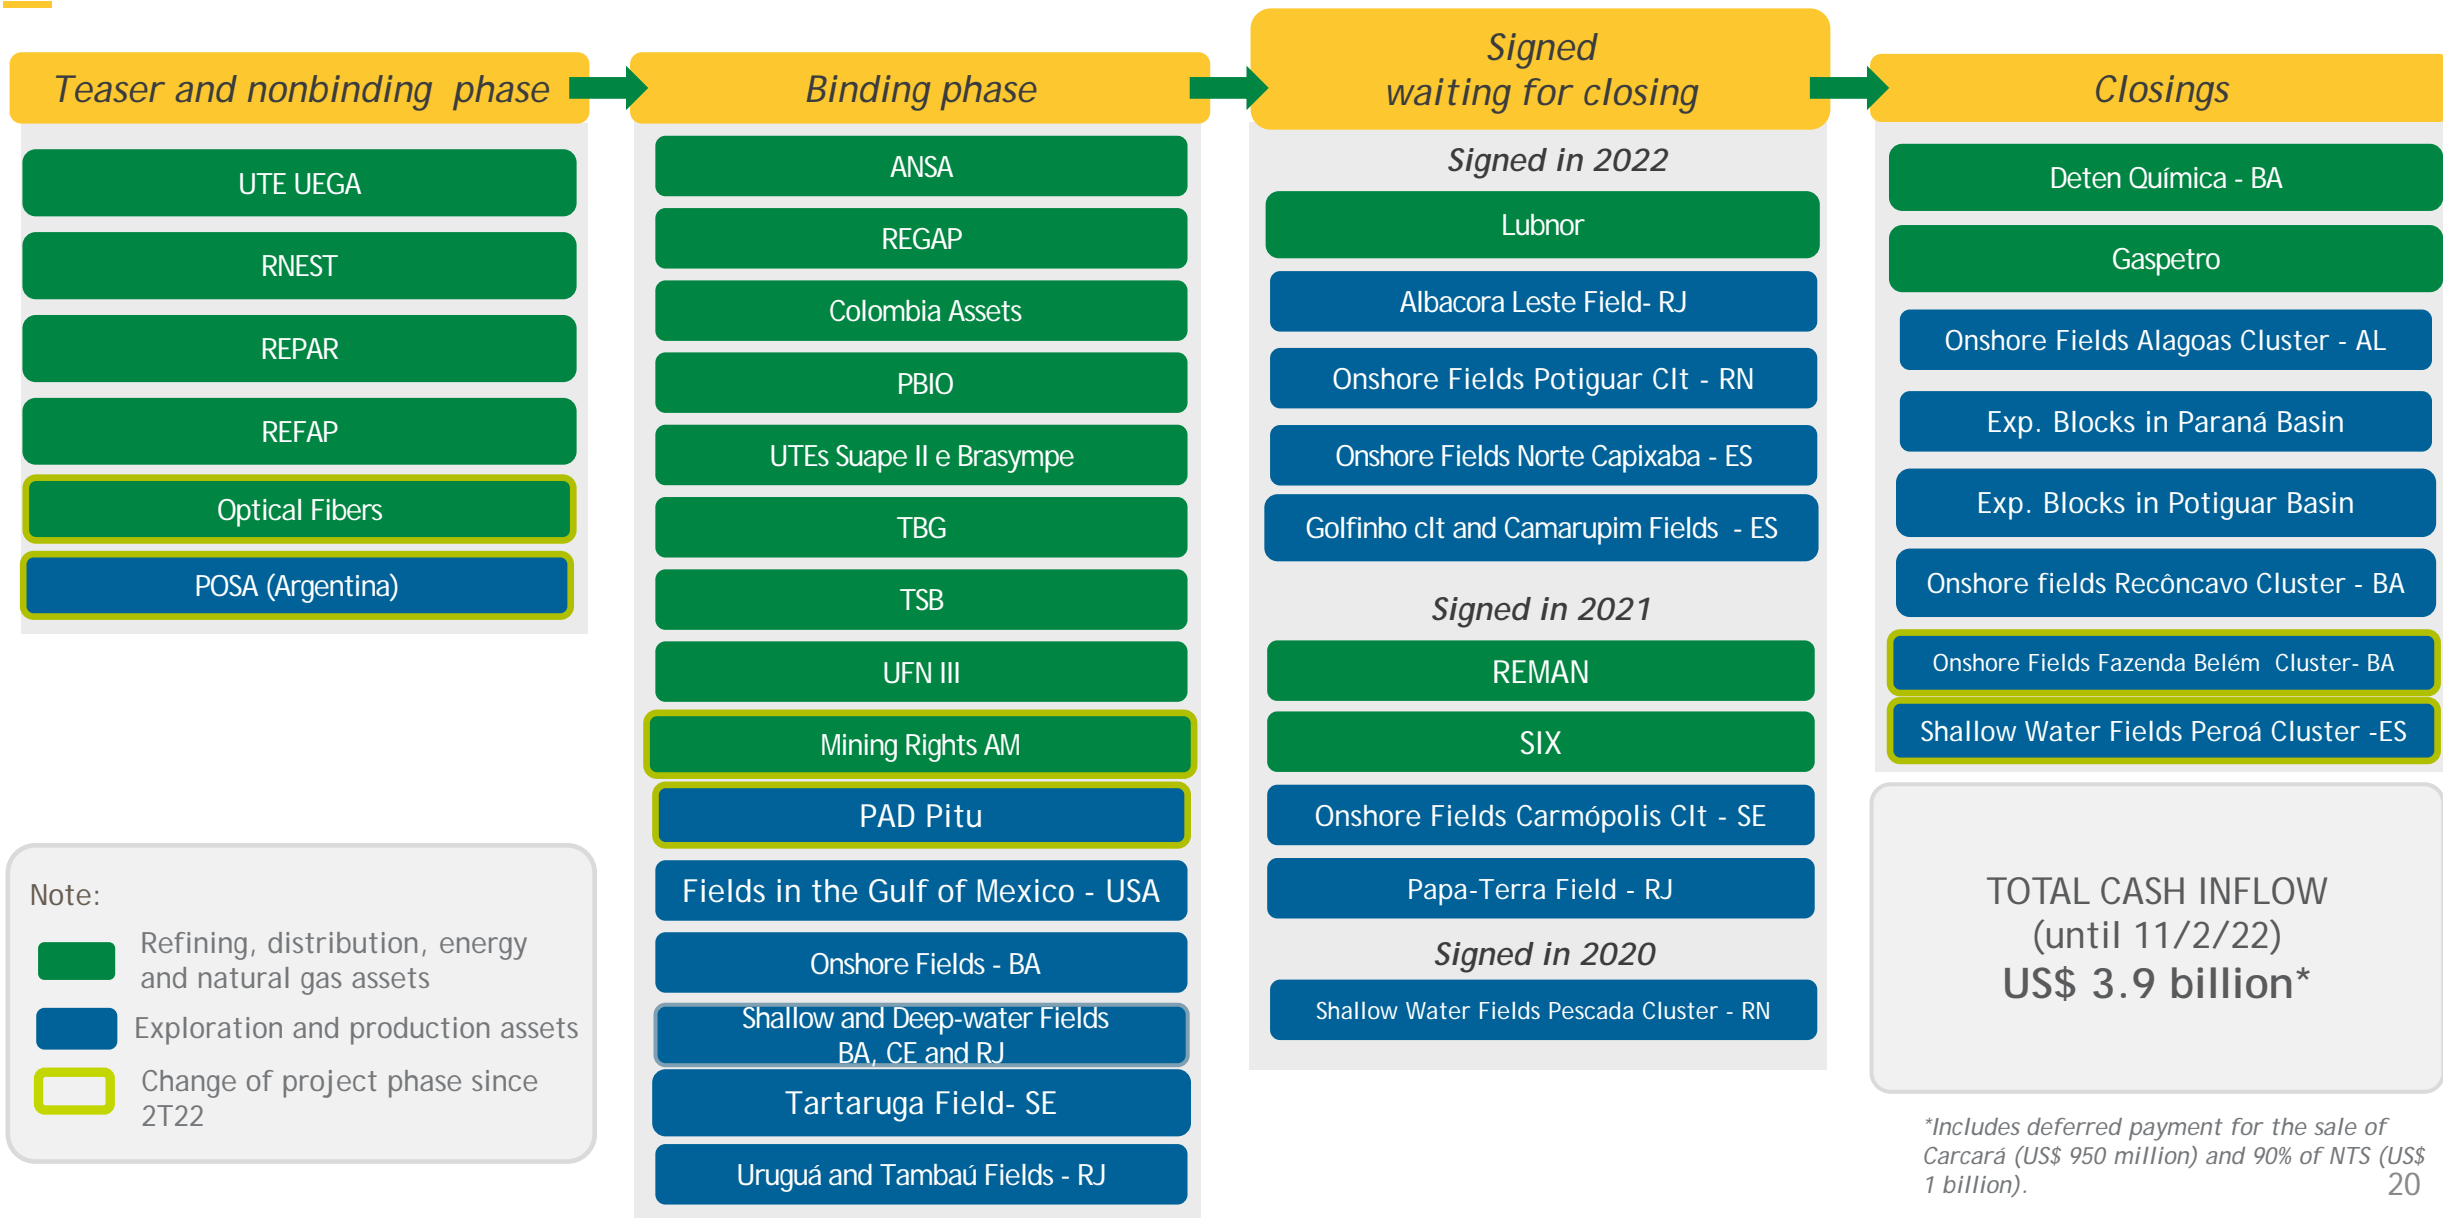 Teaser and nonbinding phase
UTE UEGA
RNEST
REPAR
REFAP
Optical Fibers
POSA (Argentina)
Note:
Refining, distribution, energy
and natural gas assets
Exploration and production assets
Change of project phase since
2T22
Binding phase
ANSA
REGAP
Colombia Assets
PBIO
UTEs Suape II e Brasympe
TBG
TSB
UFN III
Mining Rights AM
PAD Pitu
Fields in the Gulf of Mexico - USA
Onshore Fields - BA
Shallow and Deep-water Fields
BA, CE and RJ
Tartaruga Field- SE
Uruguá and Tambaú Fields - RJ
Signed
waiting for closing
Signed in 2022
Lubnor
Albacora Leste Field- RJ
Onshore Fields Potiguar Clt - RN
Onshore Fields Norte Capixaba - ES
Golfinho clt and Camarupim Fields - ES
Signed in 2021
REMAN
SIX
Onshore Fields Carmópolis Clt - SE
Papa-Terra Field - RJ
Signed in 2020
Shallow Water Fields Pescada Cluster - RN
Closings
Deten Química - BA
Gaspetro
Onshore Fields Alagoas Cluster - AL
Exp. Blocks in Paraná Basin
Exp. Blocks in Potiguar Basin
Onshore fields Recôncavo Cluster - BA
Onshore Fields Fazenda Belém Cluster- BA
Shallow Water Fields Peroá Cluster -ES
TOTAL CASH INFLOW
(until 11/2/22)
US$ 3.9 billion*
*Includes deferred payment for the sale of
Carcará (US$ 950 million) and 90% of NTS (US$
1 billion).
20